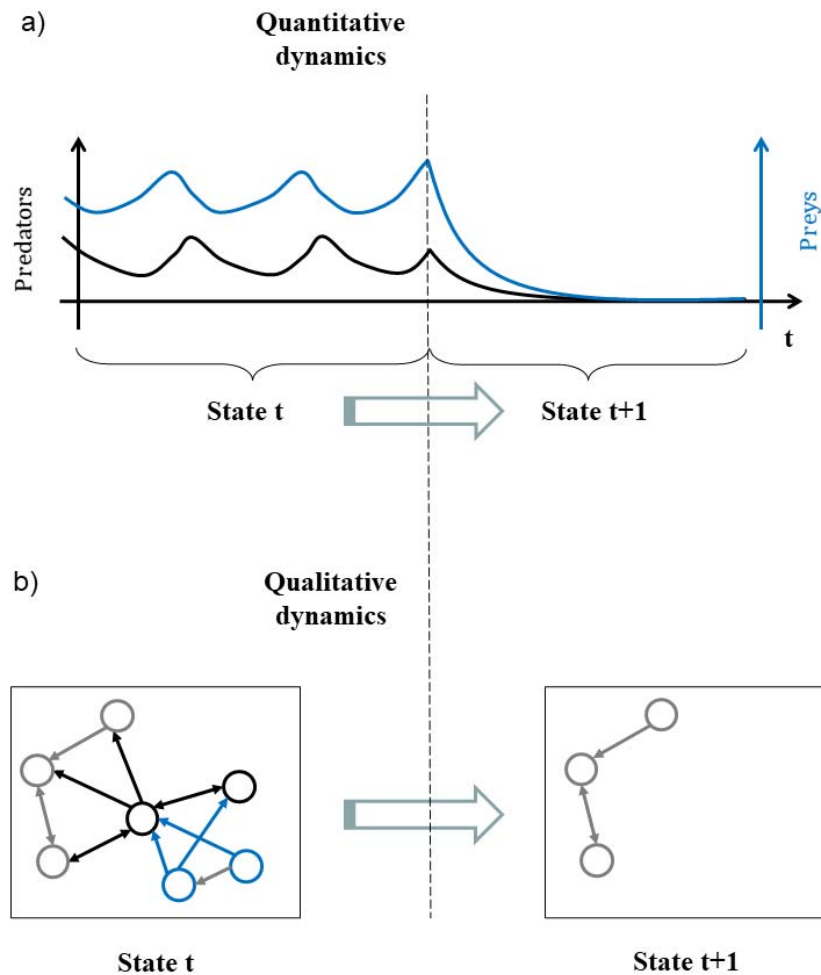 a)
Quantitative
dynamics
Predators
Preys
t
State t
State t+1
b)
Qualitative
dynamics
State t
State t+1